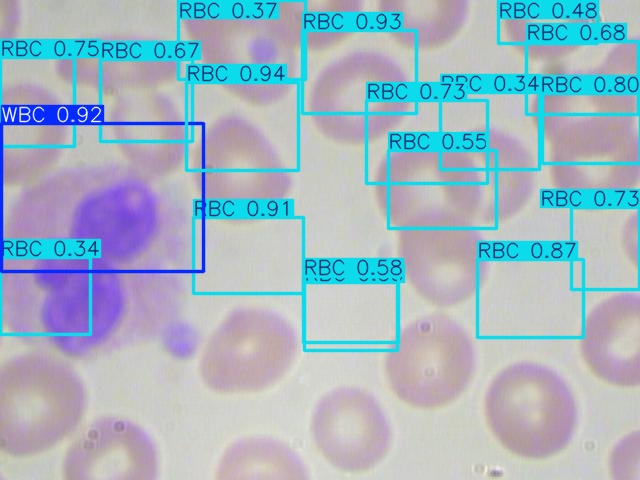 RBC 0.37
RBC 0.48
RBC 0.93
RBC 0.68
RBC 0.75
RBC 0.67
RBC 0.94
RBC 0.73
RBC 0.34
RBC 0.80
WBC 0.92
RBC 0.55
RBC 0.91
RBC 0.73
RBC 0.34
RBC 0.87
RBC 0.58